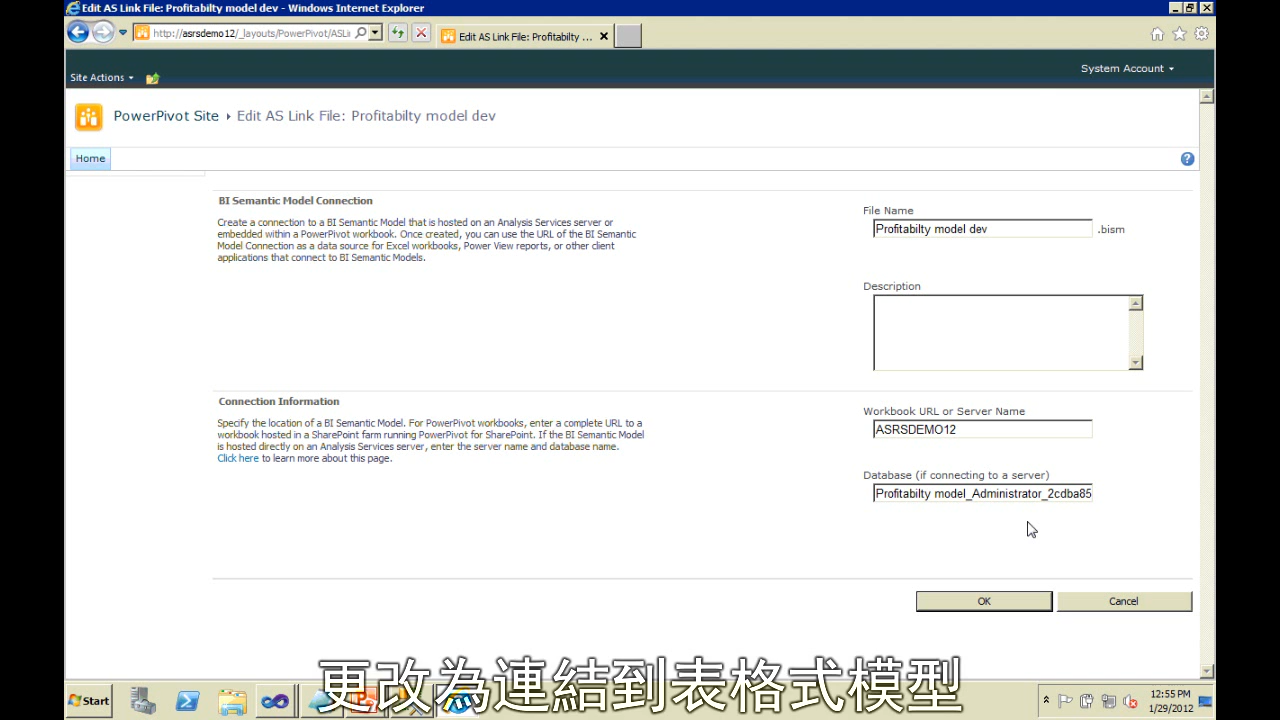 Edit AS Link File: Profitabilty model dev - Windows Internet Explorer
http://asrsdemo12/_layouts/PowerPivot/ASLi
Edit AS Link File: Profitabilty ...
Site Actions
System Account
PowerPivot Site Edit AS Link File: Profitabilty model dev
Home
BI Semantic Model Connection
Create a connection to a BI Semantic Model that is hosted on an Analysis Services server or
embedded within a PowerPivot workbook. Once created, you can use the URL of the BI Semantic
Model Connection as a data source for Excel workbooks, Power View reports, or other client
applications that connect to BI Semantic Models.
File Name
Profitabilty model dev .bism
Description
Connection Information
Specify the location of a BI Semantic Model. For PowerPivot workbooks, enter a complete URL to a
workbook hosted in a SharePoint farm running PowerPivot for SharePoint. If the BI Semantic Model
is hosted directly on an Analysis Services server, enter the server name and database name.
Click here to learn more about this page.
Workbook URL or Server Name
ASRSDEMO12
Database (if connecting to a server)
Profitabilty model_Administrator_2cdba85
OK
Cancel
更改為連結到表格式模型
Start
12:55 PM
1/29/2012